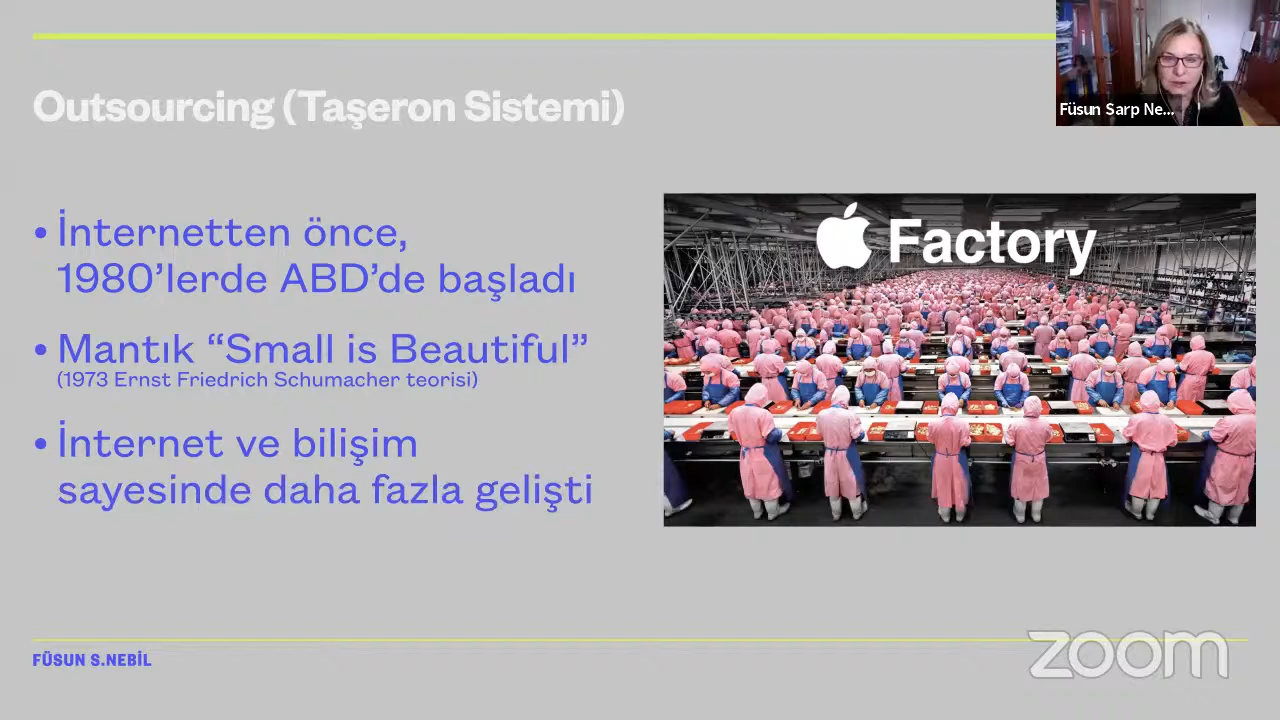 Outsourcing (Taşeron Sistemi)
Füsun Sarp Ne...
• İnternetten önce,
1980’lerde ABD’de başladı
• Mantık “Small is Beautiful”
(1973 Ernst Friedrich Schumacher teorisi)
• İnternet ve bilişim
sayesinde daha fazla gelişti
Factory
FÜSUN S.NEBİL
zoom